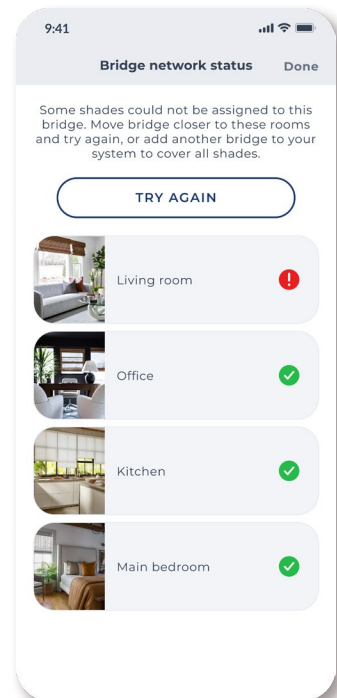 9:41
Bridge network status
Done
Some shades could not be assigned to this
bridge. Move bridge closer to these rooms
and try again, or add another bridge to your
system to cover all shades.
TRY AGAIN
Living room
Office
Kitchen
Main bedroom